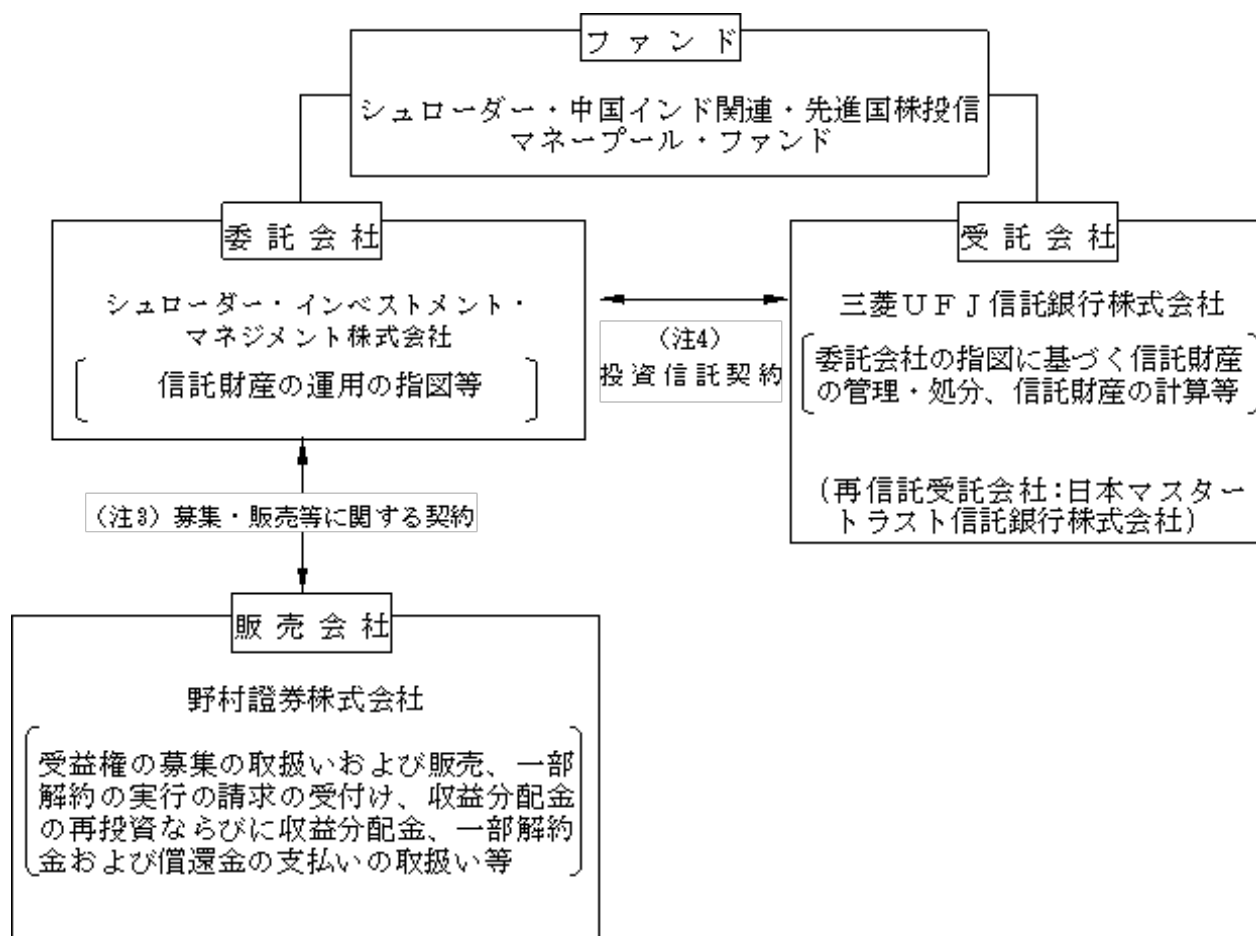 ファンド
シュローダー・中国インド関連・先進国株投信
マネープール・ファンド
委託会社
シュローダー・インベストメント・
マネジメント株式会社
信託財産の運用の指図等
(注4)
投資信託契約
受託会社
三菱UFJ信託銀行株式会社
委託会社の指図に基づく信託財産
の管理・処分、信託財産の計算等
(再信託受託会社:日本マスター
トラスト信託銀行株式会社)
(注3)募集・販売等に関する契約
販売会社
野村證券株式会社
受益権の募集の取扱いおよび販売、一部
解約の実行の請求の受付け、収益分配金
の再投資ならびに収益分配金、一部解約
金および償還金の支払いの取扱い等